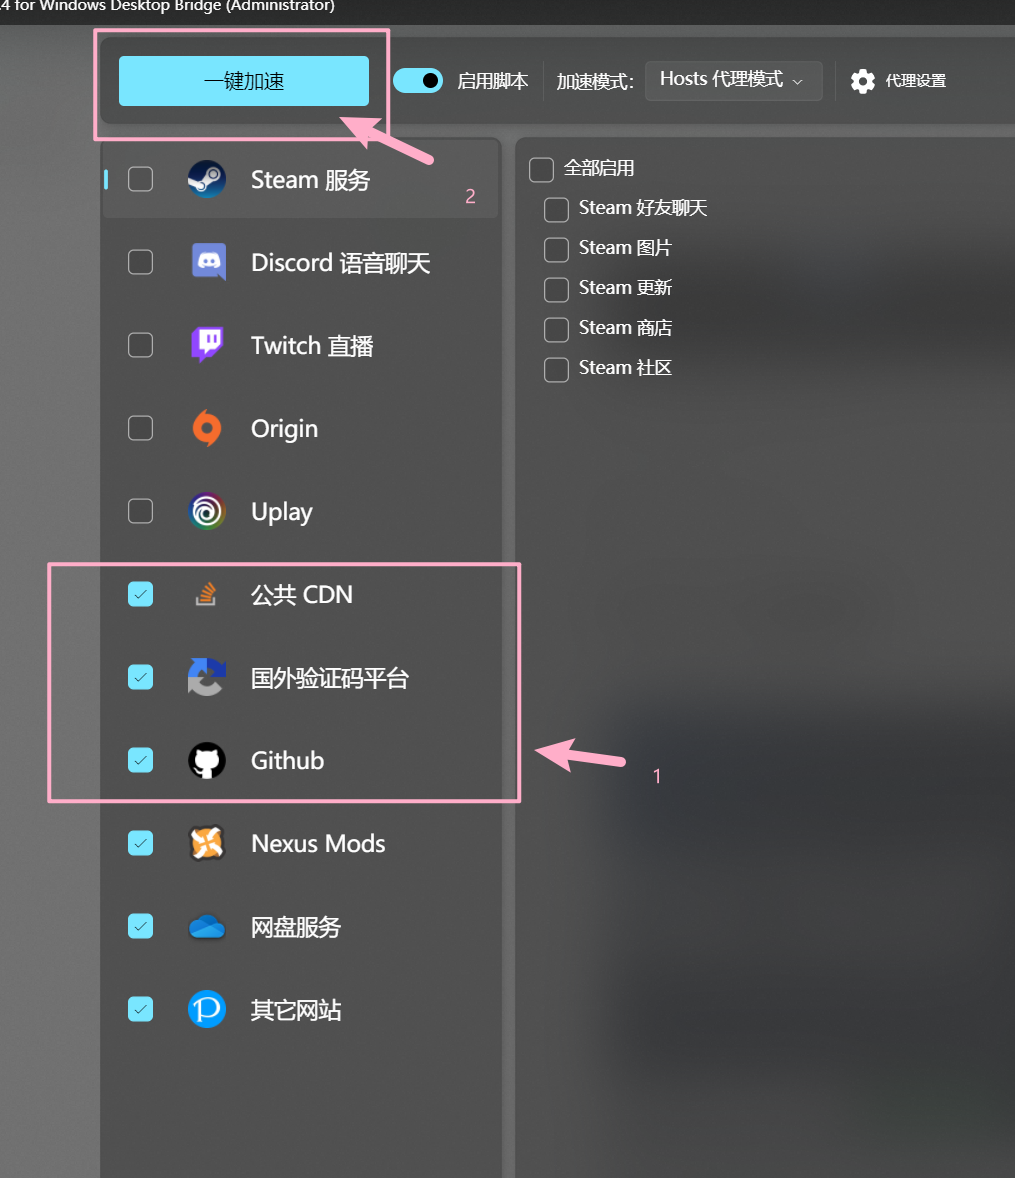 .4 for Windows Desktop Bridge (Administrator)
一键加速
启用脚本
加速模式:
Hosts 代理模式
代理设置
Steam 服务
2
Discord 语音聊天
Twitch 直播
Origin
Uplay
公共 CDN
国外验证码平台
Github
1
Nexus Mods
网盘服务
其它网站
全部启用
Steam 好友聊天
Steam 图片
Steam 更新
Steam 商店
Steam 社区